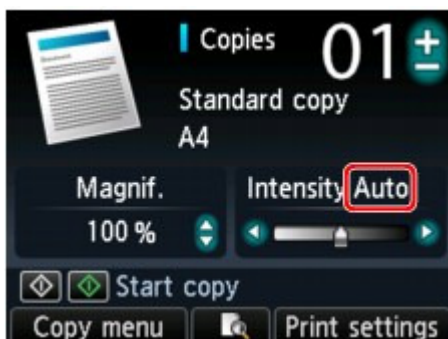 Copies 01
Standard copy
A4
Magnif.
Intensity Auto
100 %
Start copy
Copy menu
Print settings